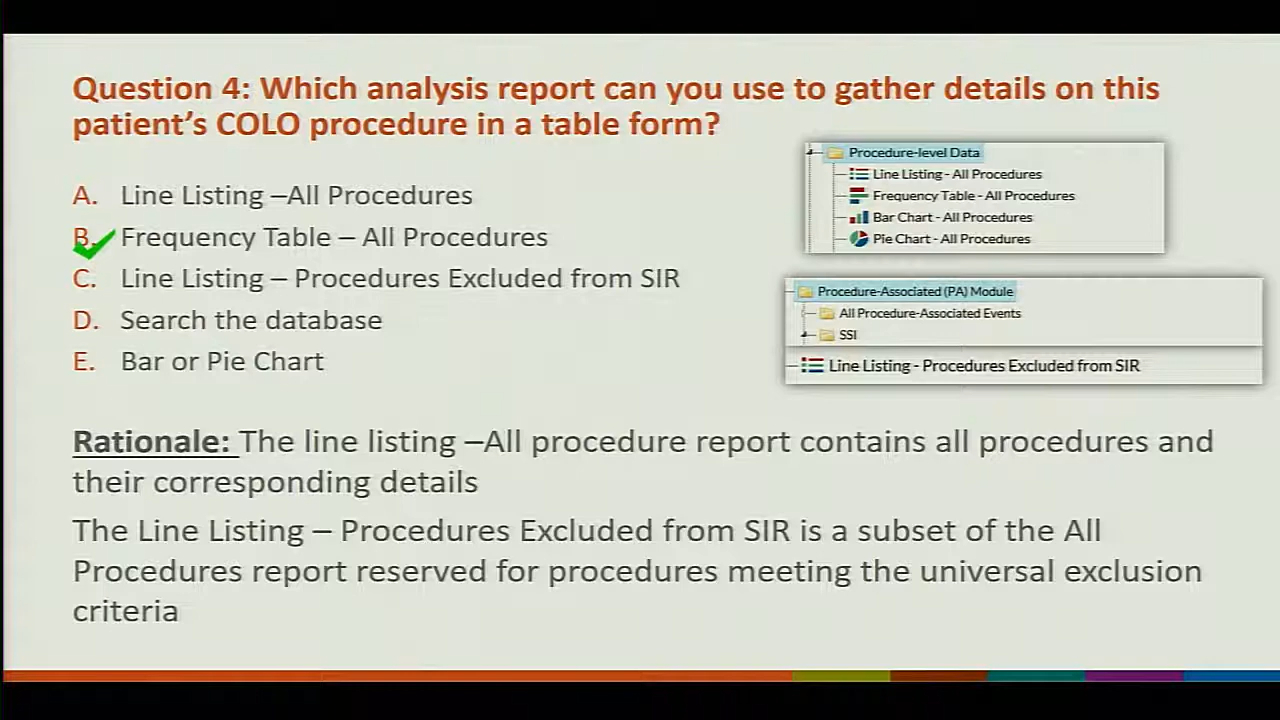 Question 4: Which analysis report can you use to gather details on this
patient's COLO procedure in a table form?
A. Line Listing –All Procedures
B. Frequency Table – All Procedures
C. Line Listing – Procedures Excluded from SIR
D. Search the database
E. Bar or Pie Chart
Procedure-level Data
Line Listing - All Procedures
Frequency Table - All Procedures
Bar Chart - All Procedures
Pie Chart - All Procedures
Procedure-Associated (PA) Module
All Procedure-Associated Events
SSI
Line Listing - Procedures Excluded from SIR
Rationale: The line listing –All procedure report contains all procedures and
their corresponding details
The Line Listing – Procedures Excluded from SIR is a subset of the All
Procedures report reserved for procedures meeting the universal exclusion
criteria